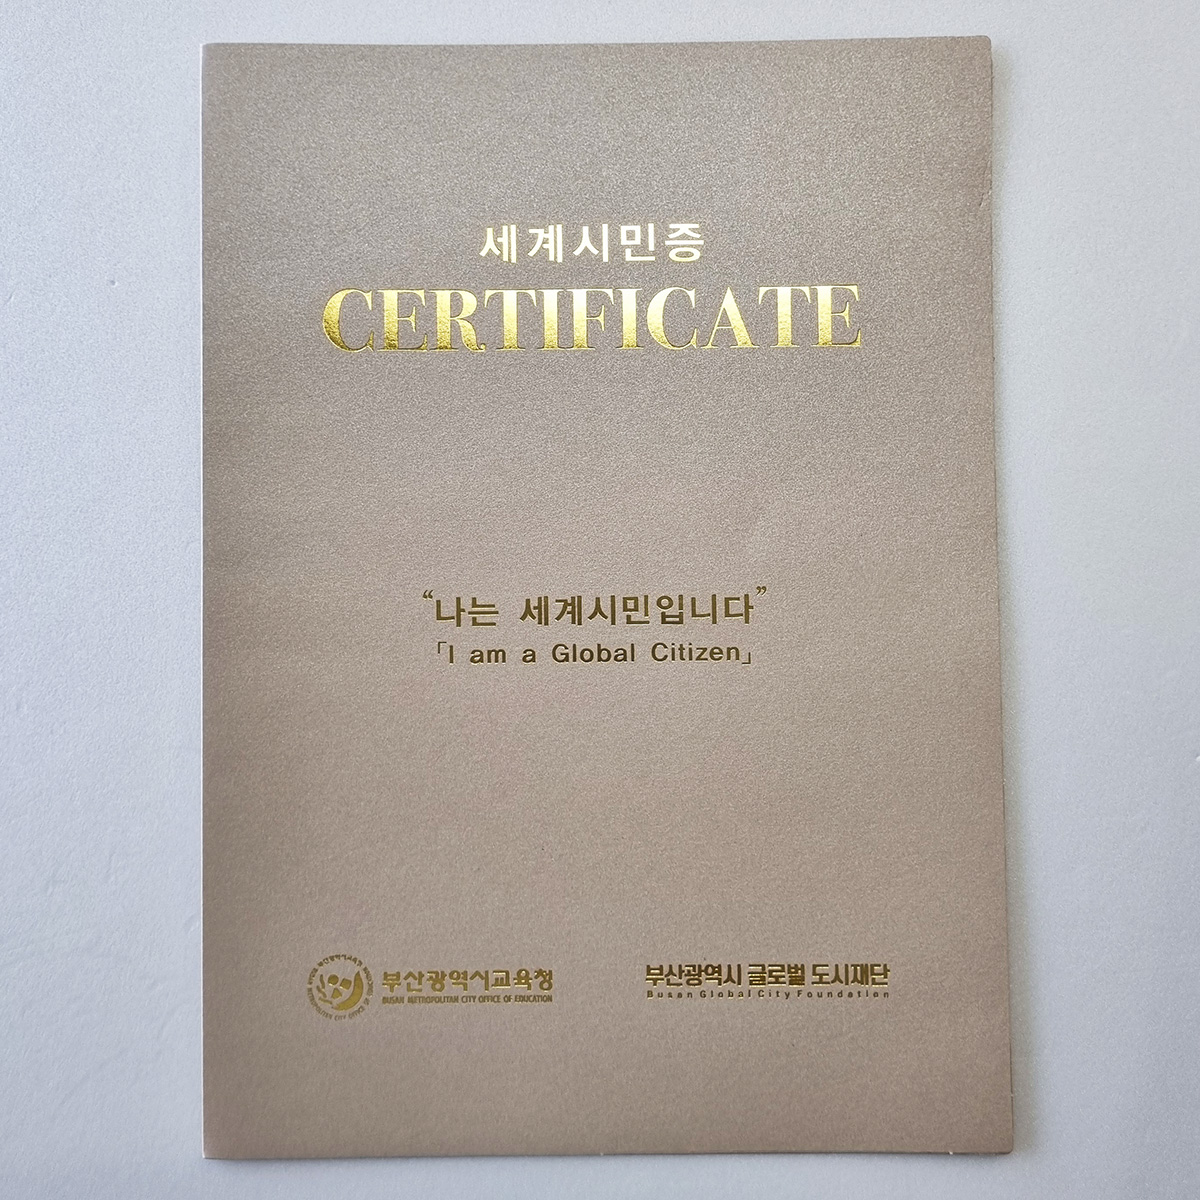 세계시민증
CERTIFICATE
“나는 세계시민입니다”
「I am a Global Citizen」
부산광역시교육청
BUSAN METROPOLITAN CITY OFFICE OF EDUCATION
부산광역시 글로벌 도시재단
Busan Global City Foundation